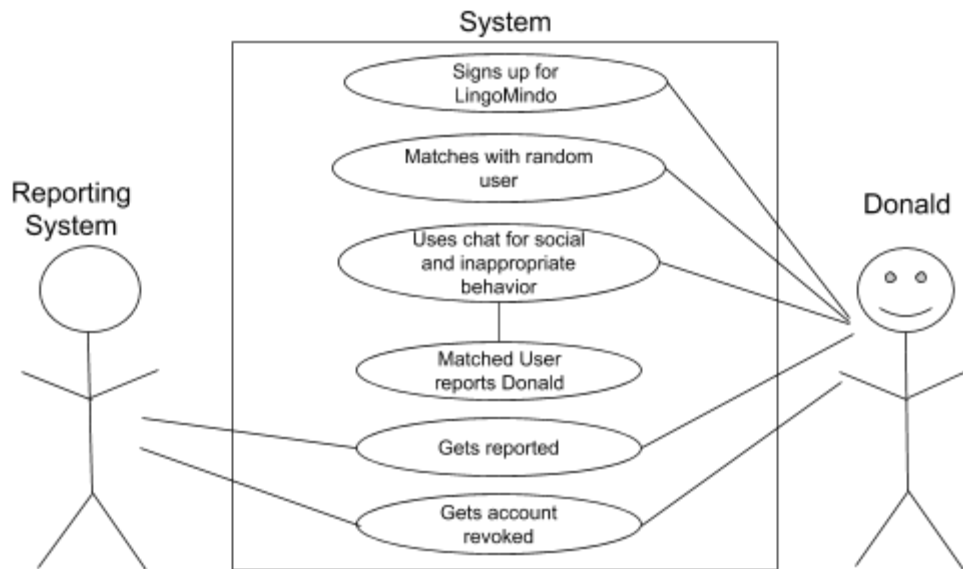 System
Signs up for
LingoMindo
Matches with random
user
Reporting
System
Donald
Uses chat for social
and inappropriate
behavior
Matched User
reports Donald
Gets reported
Gets account
revoked